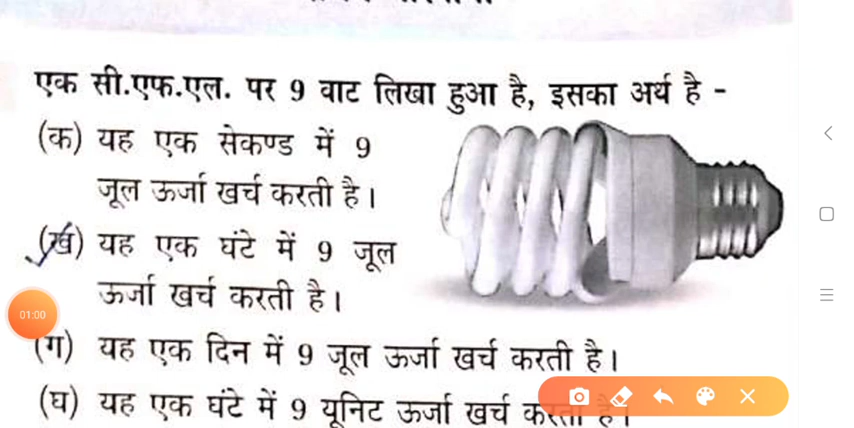 एक सी.एफ.एल. पर 9 वाट लिखा हुआ है, इसका अर्थ है -
(क) यह एक सेकण्ड में 9
जूल ऊर्जा खर्च करती है।
(ख) यह एक घंटे में 9 जूल
ऊर्जा खर्च करती है।
01:00
(ग) यह एक दिन में 9 जूल ऊर्जा खर्च करती है।
(घ) यह एक घंटे में 9 यूनिट ऊर्जा खर्च करती है।